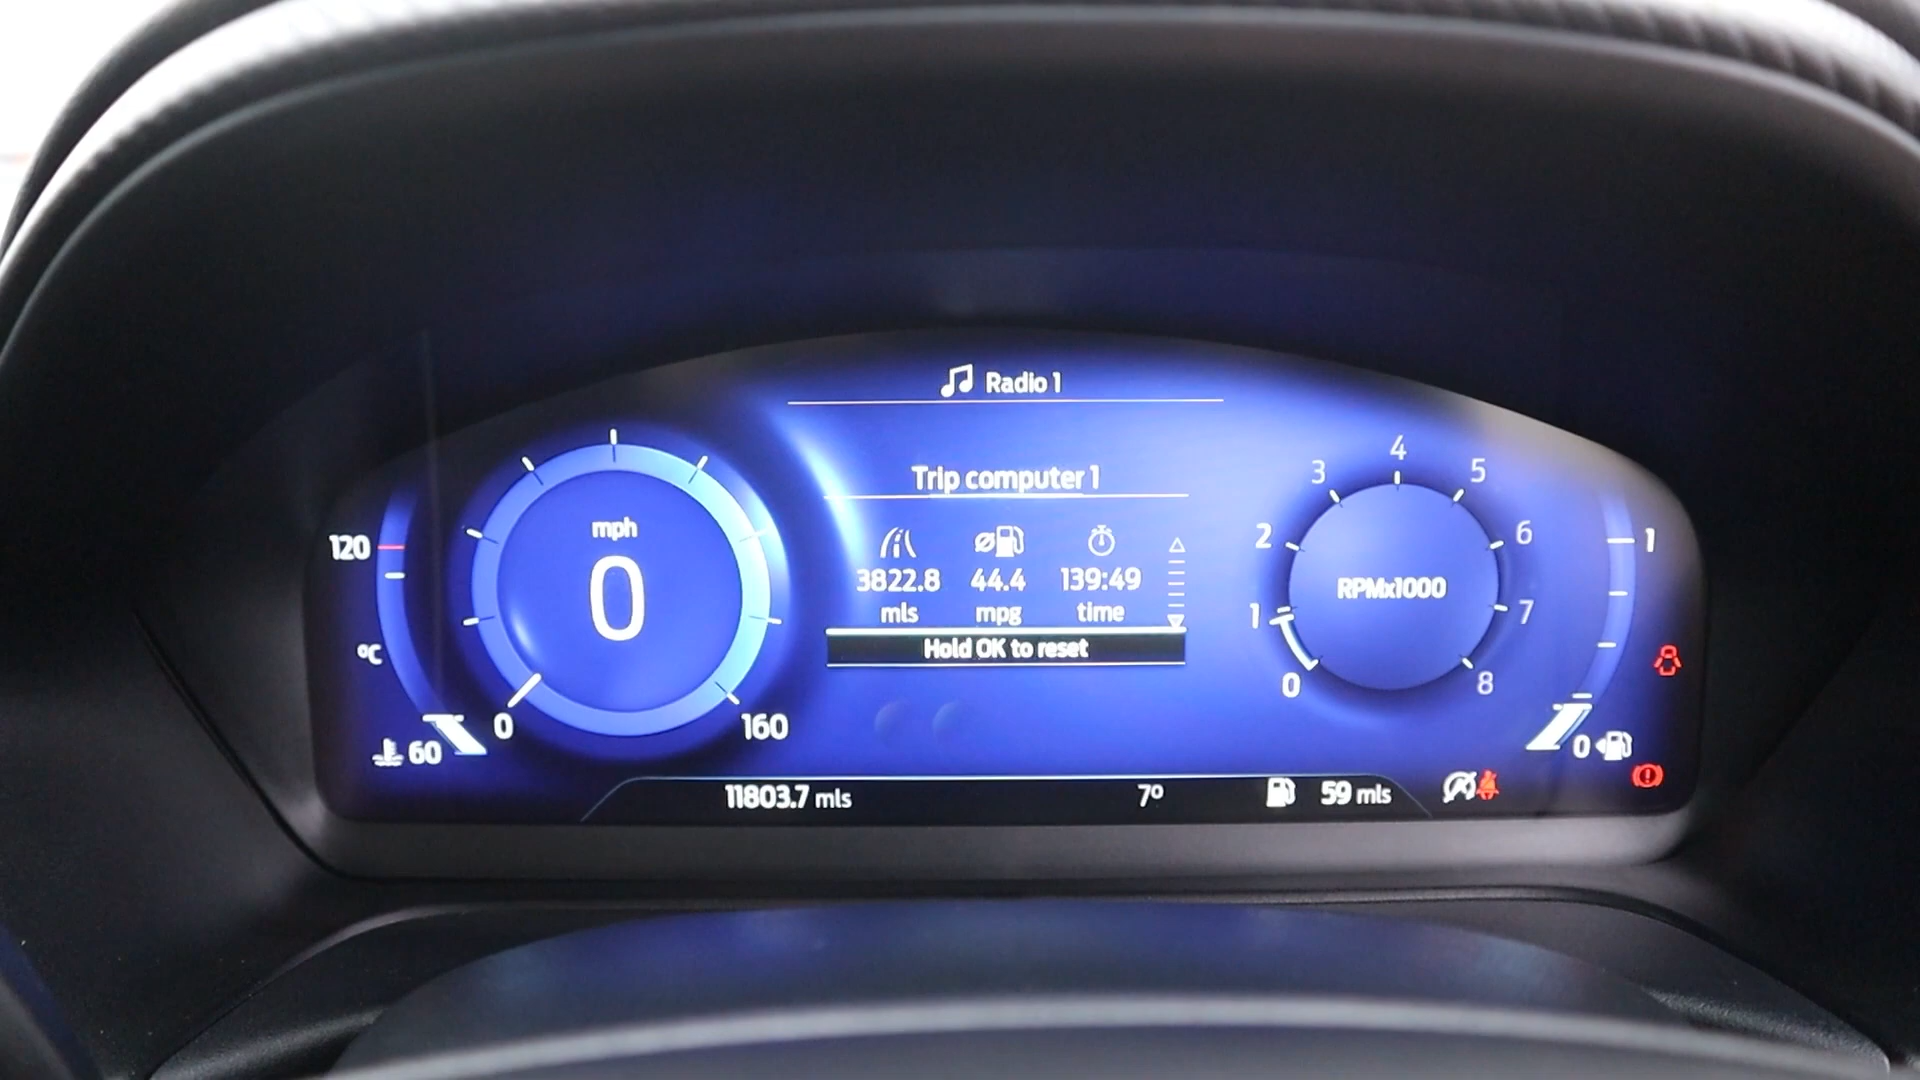 Radio 1
Trip computer 1
3822.8 44.4 139:49
mls mpg time
Hold OK to reset
120
ºC
60
mph
0
0 160
RPMx1000
0 1 2 3 4 5 6 7 8
1
0
11803.7 mls 7º 59 mls